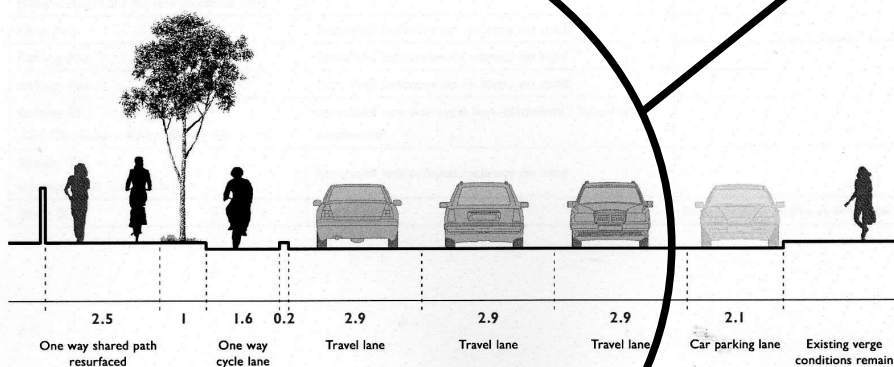 2.5 1 1.6 0.2 2.9 2.9 2.9 2.1
One way shared path
resurfaced
One way
cycle lane
Travel lane
Travel lane
Travel lane
Car parking lane
Existing verge
conditions remain